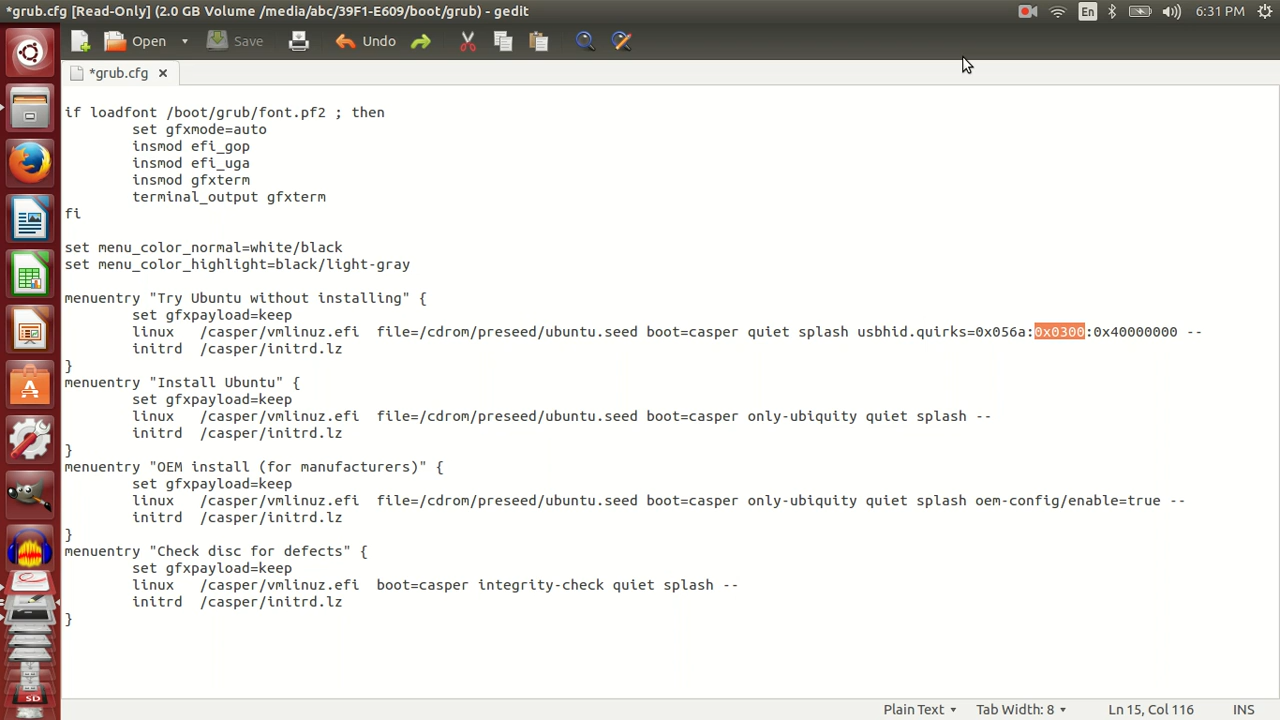 *grub.cfg [Read-Only] (2.0 GB Volume /media/abc/39F1-E609/boot/grub) - gedit
En
6:31 PM
Open
Save
Undo
*grub.cfg
if loadfont /boot/grub/font.pf2 ; then
set gfxmode=auto
insmod efi_gop
insmod efi_uga
insmod gfxterm
terminal_output gfxterm
fi
set menu_color_normal=white/black
set menu_color_highlight=black/light-gray
menuentry "Try Ubuntu without installing" {
set gfxpayload=keep
linux /casper/vmlinuz.efi file=/cdrom/preseed/ubuntu.seed boot=casper quiet splash usbhid.quirks=0x056a:0x0300:0x40000000 --
initrd /casper/initrd.lz
}
menuentry "Install Ubuntu" {
set gfxpayload=keep
linux /casper/vmlinuz.efi file=/cdrom/preseed/ubuntu.seed boot=casper only-ubiquity quiet splash --
initrd /casper/initrd.lz
}
menuentry "OEM install (for manufacturers)" {
set gfxpayload=keep
linux /casper/vmlinuz.efi file=/cdrom/preseed/ubuntu.seed boot=casper only-ubiquity quiet splash oem-config/enable=true --
initrd /casper/initrd.lz
}
menuentry "Check disc for defects" {
set gfxpayload=keep
linux /casper/vmlinuz.efi boot=casper integrity-check quiet splash --
initrd /casper/initrd.lz
}
SD
Plain Text
Tab Width: 8
Ln 15, Col 116
INS